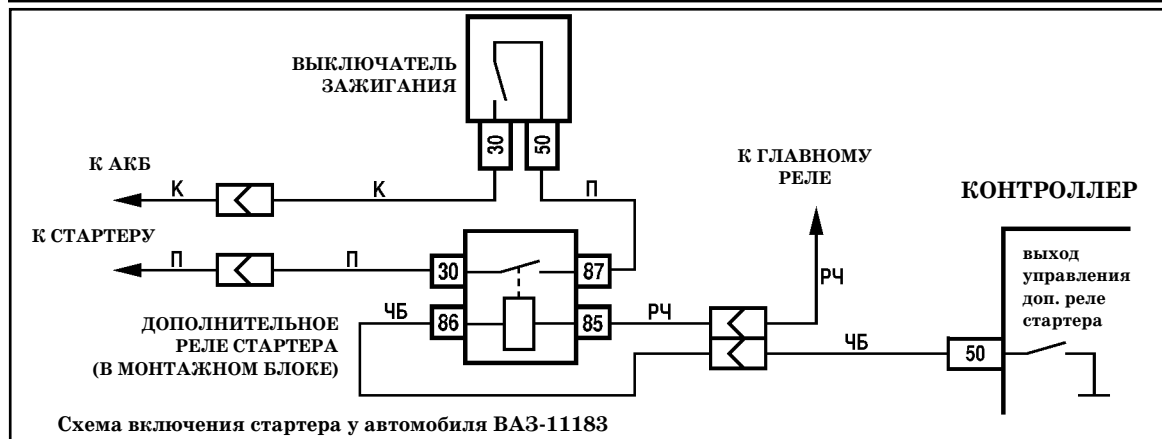 ВЫКЛЮЧАТЕЛЬ
ЗАЖИГАНИЯ
30
50
К АКБ
К
К
П
К СТАРТЕРУ
П
П
30
87
ЧБ
86
85
РЧ
ДОПОЛНИТЕЛЬНОЕ
РЕЛЕ СТАРТЕРА
(В МОНТАЖНОМ БЛОКЕ)
К ГЛАВНОМУ
РЕЛЕ
РЧ
ЧБ
КОНТРОЛЛЕР
выход
управления
доп. реле
стартера
50
Схема включения стартера у автомобиля ВАЗ-11183